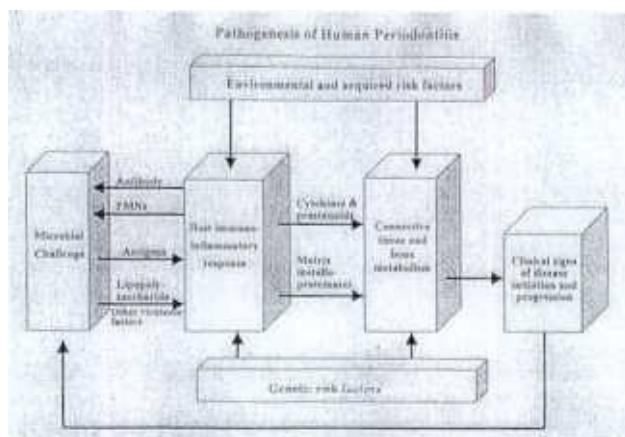 Pathogenesis of Human Periodontitis
Environmental and acquired risk factors
Antibody
PMNs
Microbial
Challenge
Antigens
Lipopoly-
saccharide
Other virulence
factors
Host immuno-
inflammatory
response
Cytokines &
prostanoids
Matrix
metallo-
proteinases
Connective
tissue and
bone
metabolism
Clinical signs
of disease
initiation and
progression
Genetic risk factors